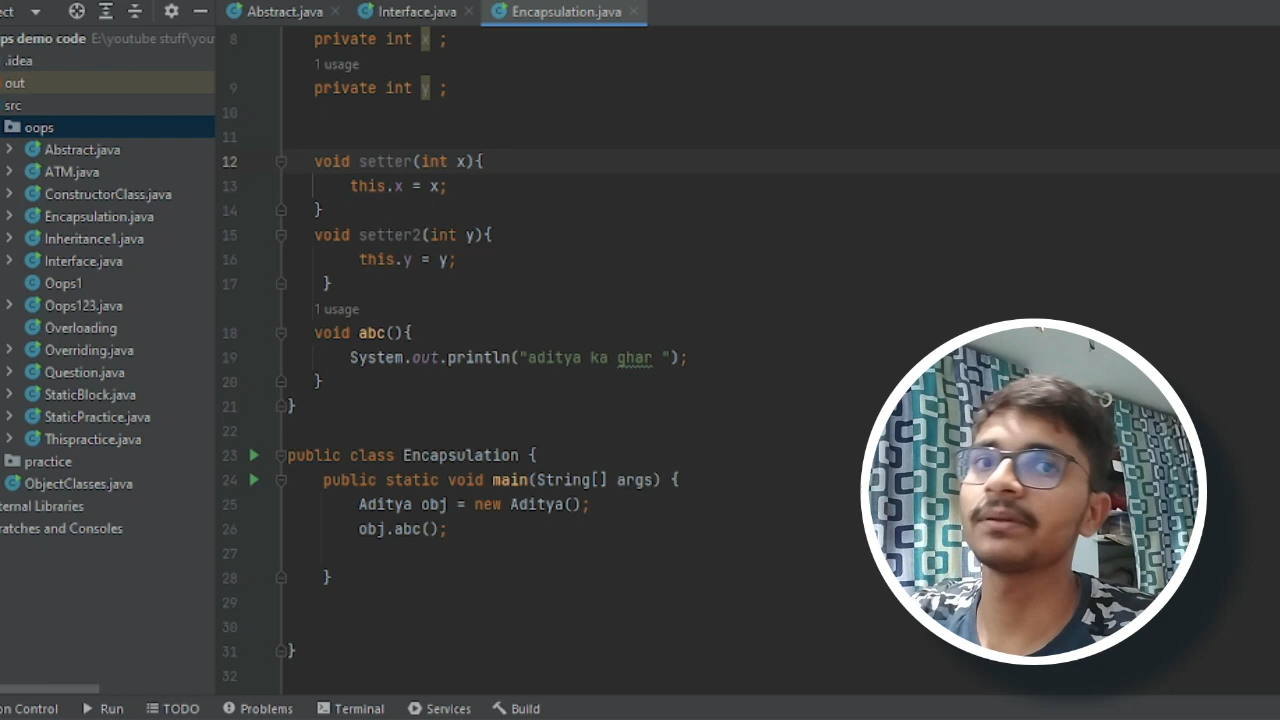 ct
Abstract.java
Interface.java
Encapsulation.java
ps demo code E:\youtube stuff\you
.idea
out
src
oops
Abstract.java
ATM.java
ConstructorClass.java
Encapsulation.java
Inheritance1.java
Interface.java
Oops1
Oops123.java
Overloading
Overriding.java
Question.java
StaticBlock.java
StaticPractice.java
Thispractice.java
practice
ObjectClasses.java
ternal Libraries
ratches and Consoles
8 private int x ;
1 usage
9 private int y ;
10
11
12 void setter(int x){
13 this.x = x;
14 }
15 void setter2(int y){
16 this.y = y;
17 }
1 usage
18 void abc(){
19 System.out.println("aditya ka ghar ");
20 }
21 }
22
23 public class Encapsulation {
24 public static void main(String[] args) {
25 Aditya obj = new Aditya();
26 obj.abc();
27
28 }
29
30
31 }
32
on Control
Run
TODO
Problems
Terminal
Services
Build